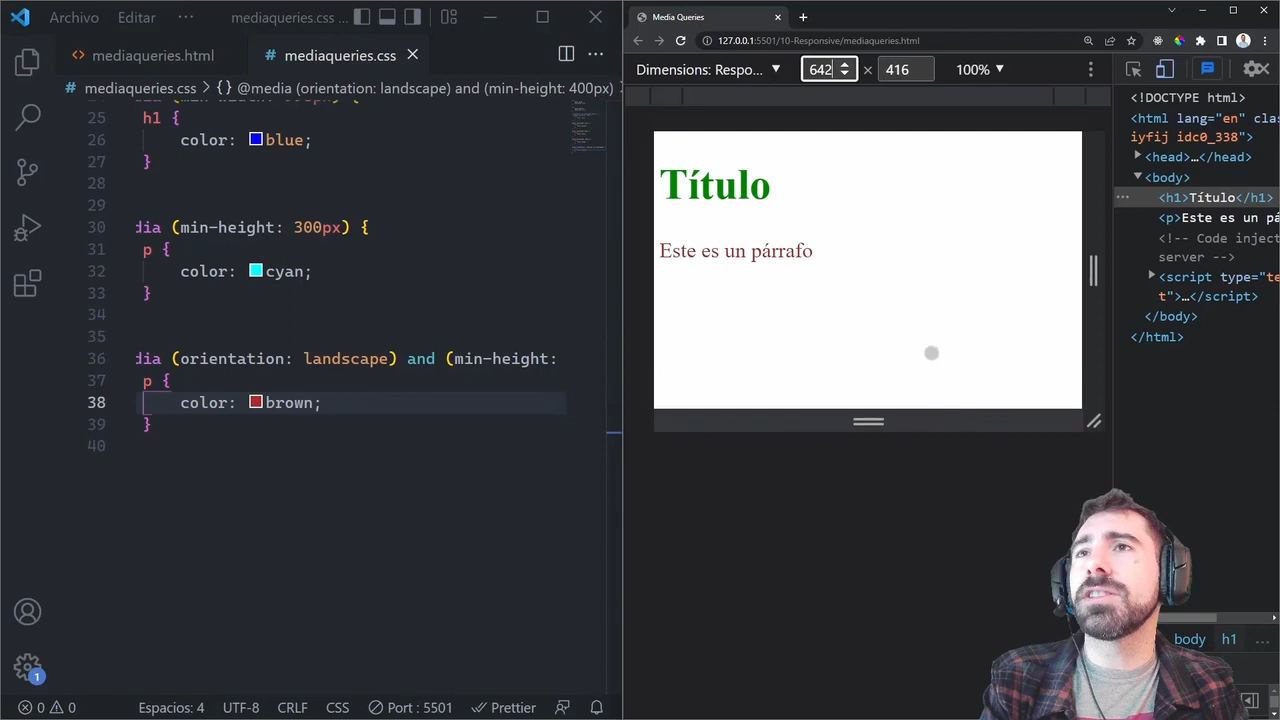 Archivo Editar ··· mediaqueries.css ...
mediaqueries.html
# mediaqueries.css
# mediaqueries.css > {} @media (orientation: landscape) and (min-height: 400px)
25 h1 {
26 color: blue;
27 }
28
29
30 dia (min-height: 300px) {
31 p {
32 color: cyan;
33 }
34
35
36 dia (orientation: landscape) and (min-height:
37 p {
38 color: brown;
39 }
40
1
0 0 Espacios: 4 UTF-8 CRLF CSS Port : 5501 Prettier
Media Queries
127.0.0.1:5501/10-Responsive/mediaqueries.html
Dimensions: Respo... 642 × 416 100%
Título
Este es un párrafo
<!DOCTYPE html>
<html lang="en" clas
iyfij idc0_338">
<head>…</head>
<body>
<h1>Título</h1>
<p>Este es un pá
<!-- Code inject
server -->
<script type="te
t">…</script>
</body>
</html>
body h1 ...